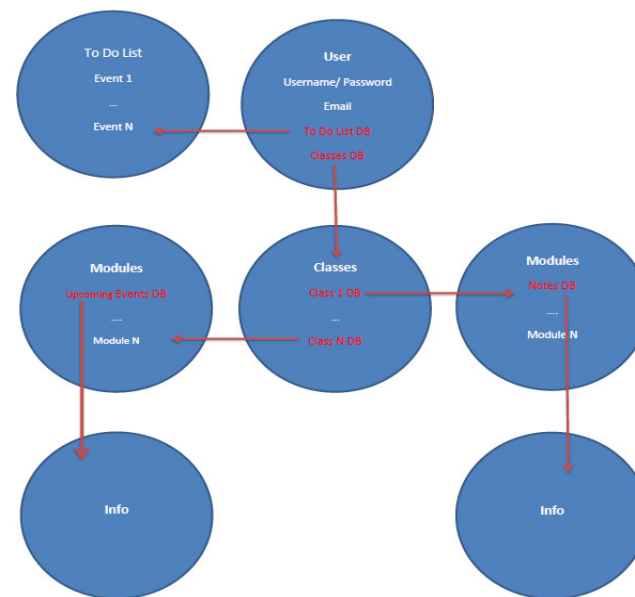 To Do List
Event 1
...
Event N
User
Username/ Password
Email
To Do List DB
Classes DB
Modules
Upcoming Events DB
....
Module N
Classes
Class 1 DB
...
Class N DB
Modules
Notes DB
....
Module N
Info
Info